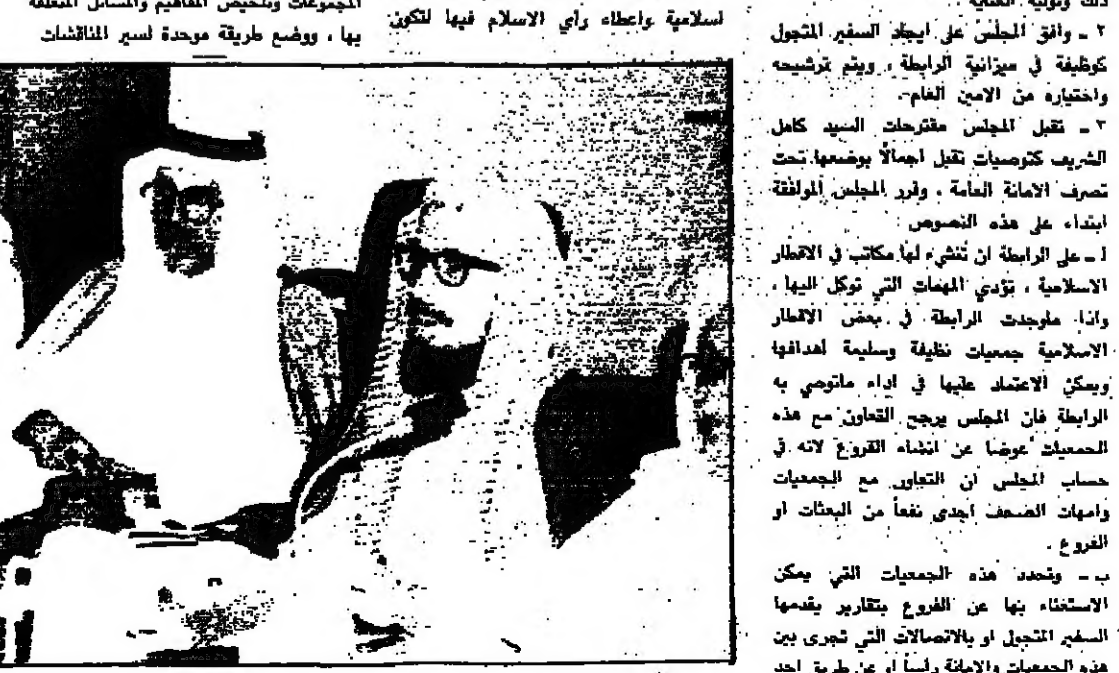 ذلك وتوليه العناية .
٢ ـ وافق المجلس على ايجاد السفير المتجول
كوظيفة في ميزانية الرابطة ، ويتم ترشيحه
واختياره من الامين العام .
٣ ـ تقبل المجلس مقترحات السيد كامل
الشريف كتوصيات تقبل اجمالا بوضعها تحت
تصرف الامانة العامة ، وقرر المجلس الموافقة
ابتداء على هذه النصوص
أ ـ على الرابطة ان تنشيء لها مكاتب في الاقطار
الاسلامية ، تؤدي المهمات التي توكل اليها ،
واذا ماوجدت الرابطة في بعض الاقطار
الاسلامية جمعيات نظيفة وسليمة اهدافها
ويمكن الاعتماد عليها في اداء ماتوحي به
الرابطة فان المجلس يرجح التعاون مع هذه
الجمعيات عوضا عن انشاء الفروع لانه في
حساب المجلس ان التعاون مع الجمعيات
وامهات الصحف اجدى نفعاً من البعثات او
الفروع .
ب ـ وتحدد هذه الجمعيات التي يمكن
الاستغناء بها عن الفروع بتقارير يقدمها
السفير المتجول او بالاتصالات التي تجرى بين
هذه الجمعيات والامانة رأساً او عن طريق احد
اسلامية واعطاء رأي الاسلام فيها لتكون
المجموعات وتلخيص المفاهيم والمسائل المتعلقة
بها ، ووضع طريقة موحدة لسير المناقشات